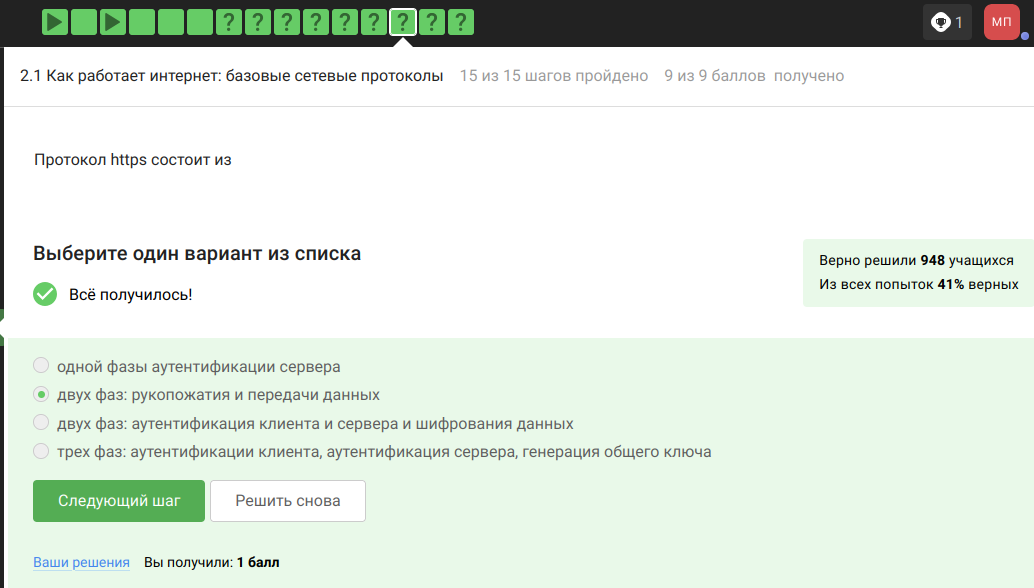 ? ? ? ? ? ? ? ? ?
1
МП
2.1 Как работает интернет: базовые сетевые протоколы 15 из 15 шагов пройдено 9 из 9 баллов получено
Протокол https состоит из
Выберите один вариант из списка
Верно решили 948 учащихся
Из всех попыток 41% верных
Всё получилось!
одной фазы аутентификации сервера
двух фаз: рукопожатия и передачи данных
двух фаз: аутентификация клиента и сервера и шифрования данных
трех фаз: аутентификации клиента, аутентификация сервера, генерация общего ключа
Следующий шаг Решить снова
Ваши решения Вы получили: 1 балл